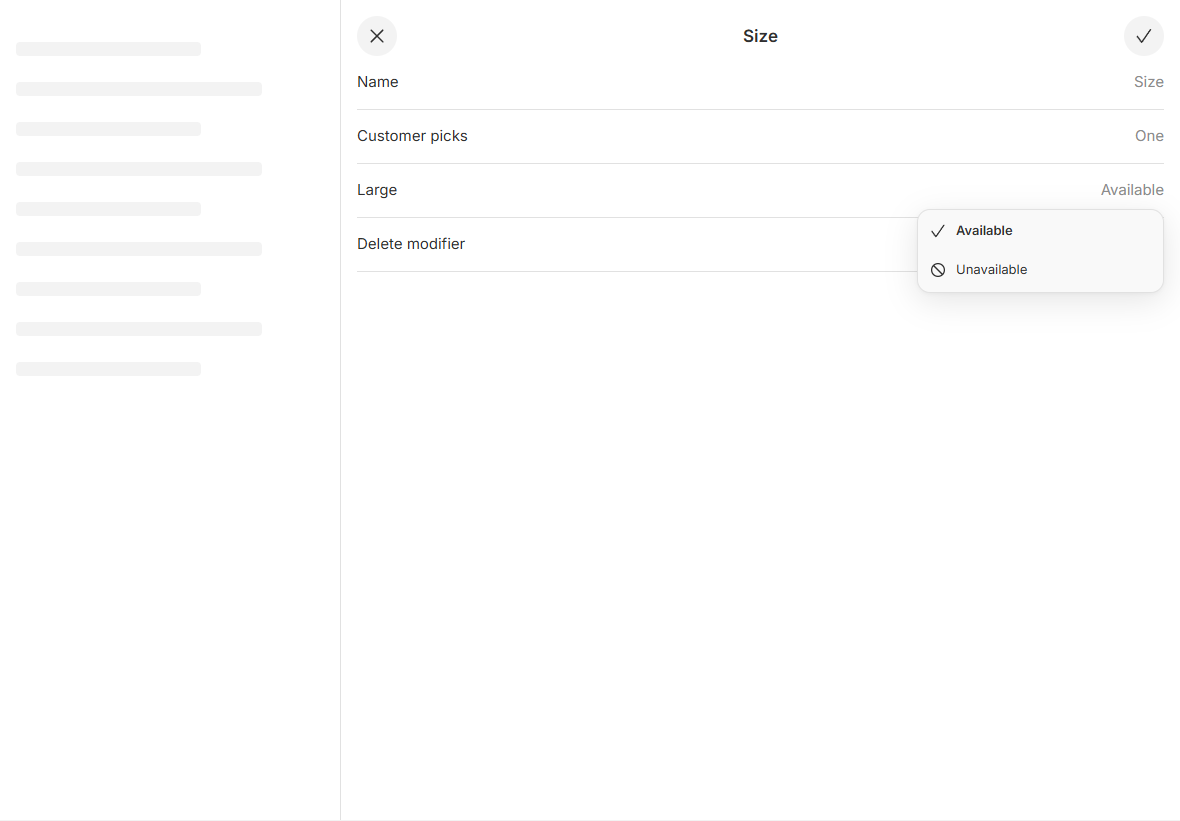 Size
Name
Size
Customer picks
One
Large
Available
Available
Delete modifier
Unavailable